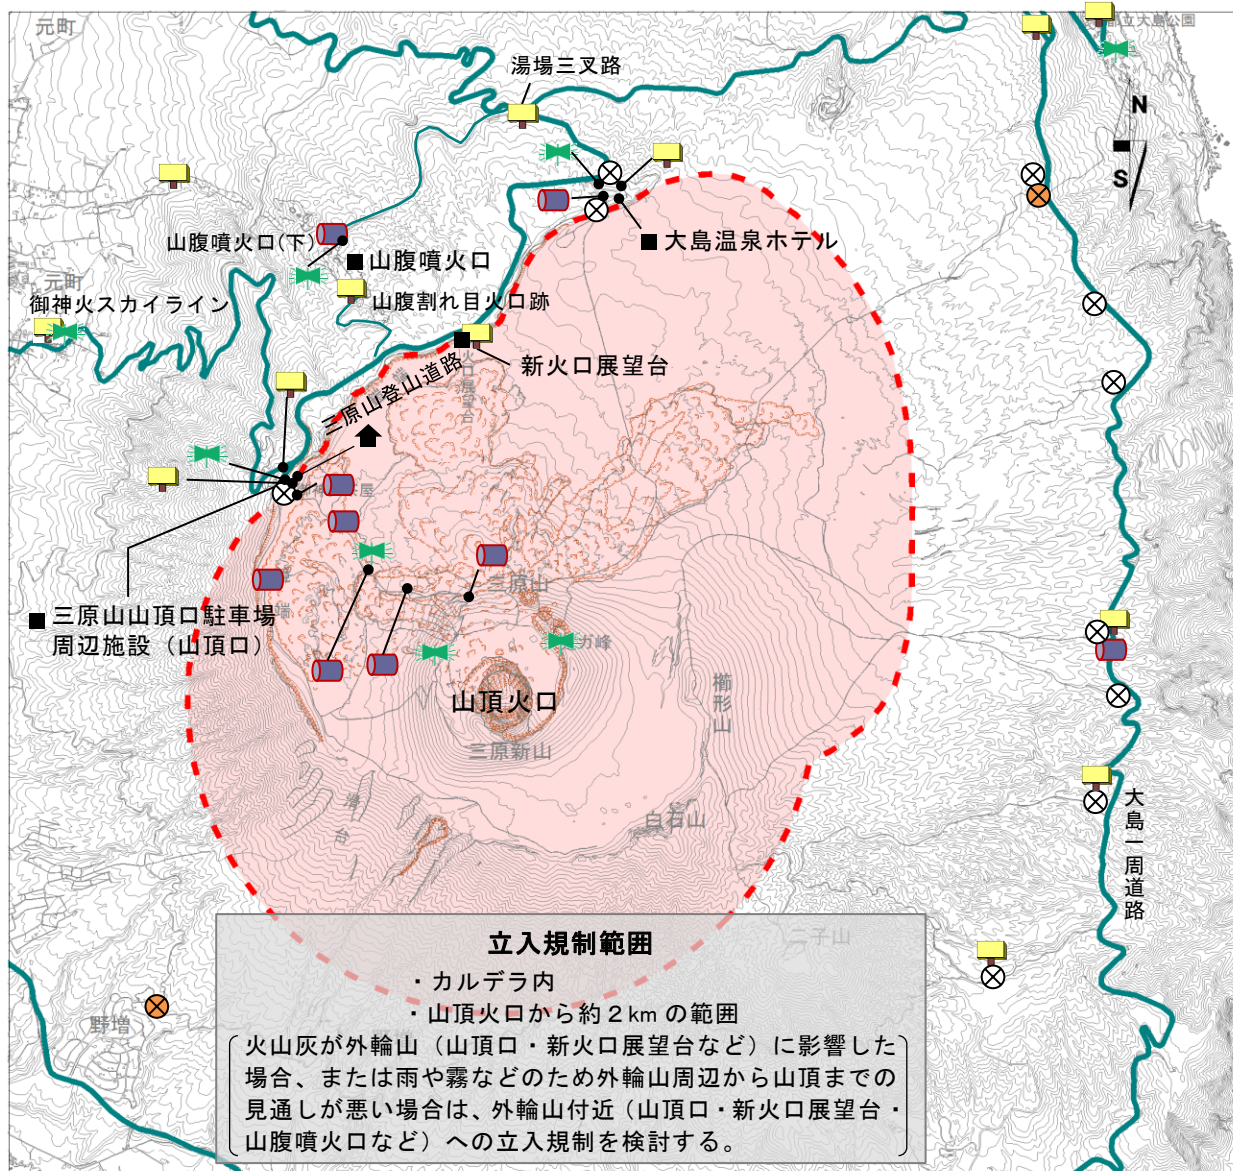 元町
都立大島公園
湯場三叉路
N
S
山腹噴火口(下)
大島温泉ホテル
山腹噴火口
元町
山腹割れ目火口跡
御神火スカイライン
新火口展望台
火口展望台
三原山登山道路
三原山
■ 三原山山頂口駐車場
周辺施設（山頂口）
山頂火口
櫛形山
三原新山
白石山
大島一周道路
二子山
野増
立入規制範囲
・カルデラ内
・山頂火口から約２km の範囲
火山灰が外輪山（山頂口・新火口展望台など）に影響した
場合、または雨や霧などのため外輪山周辺から山頂までの
見通しが悪い場合は、外輪山付近（山頂口・新火口展望台・
山腹噴火口など）への立入規制を検討する。